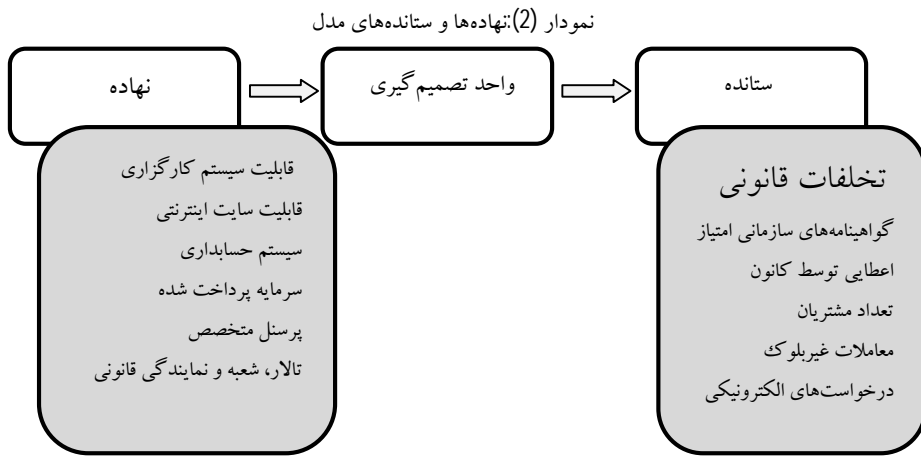 نمودار (2):نهاده‌ها و ستانده‌های مدل
ستانده
واحد تصمیم‌گیری
نهاده
تخلفات قانونی
گواهینامه‌های سازمانی امتیاز
اعطایی توسط کانون
تعداد مشتریان
معاملات غیربلوک
درخواست‌های الکترونیکی
قابلیت سیستم کارگزاری
قابلیت سایت اینترنتی
سیستم حسابداری
سرمایه پرداخت شده
پرسنل متخصص
تالار، شعبه و نمایندگی قانونی